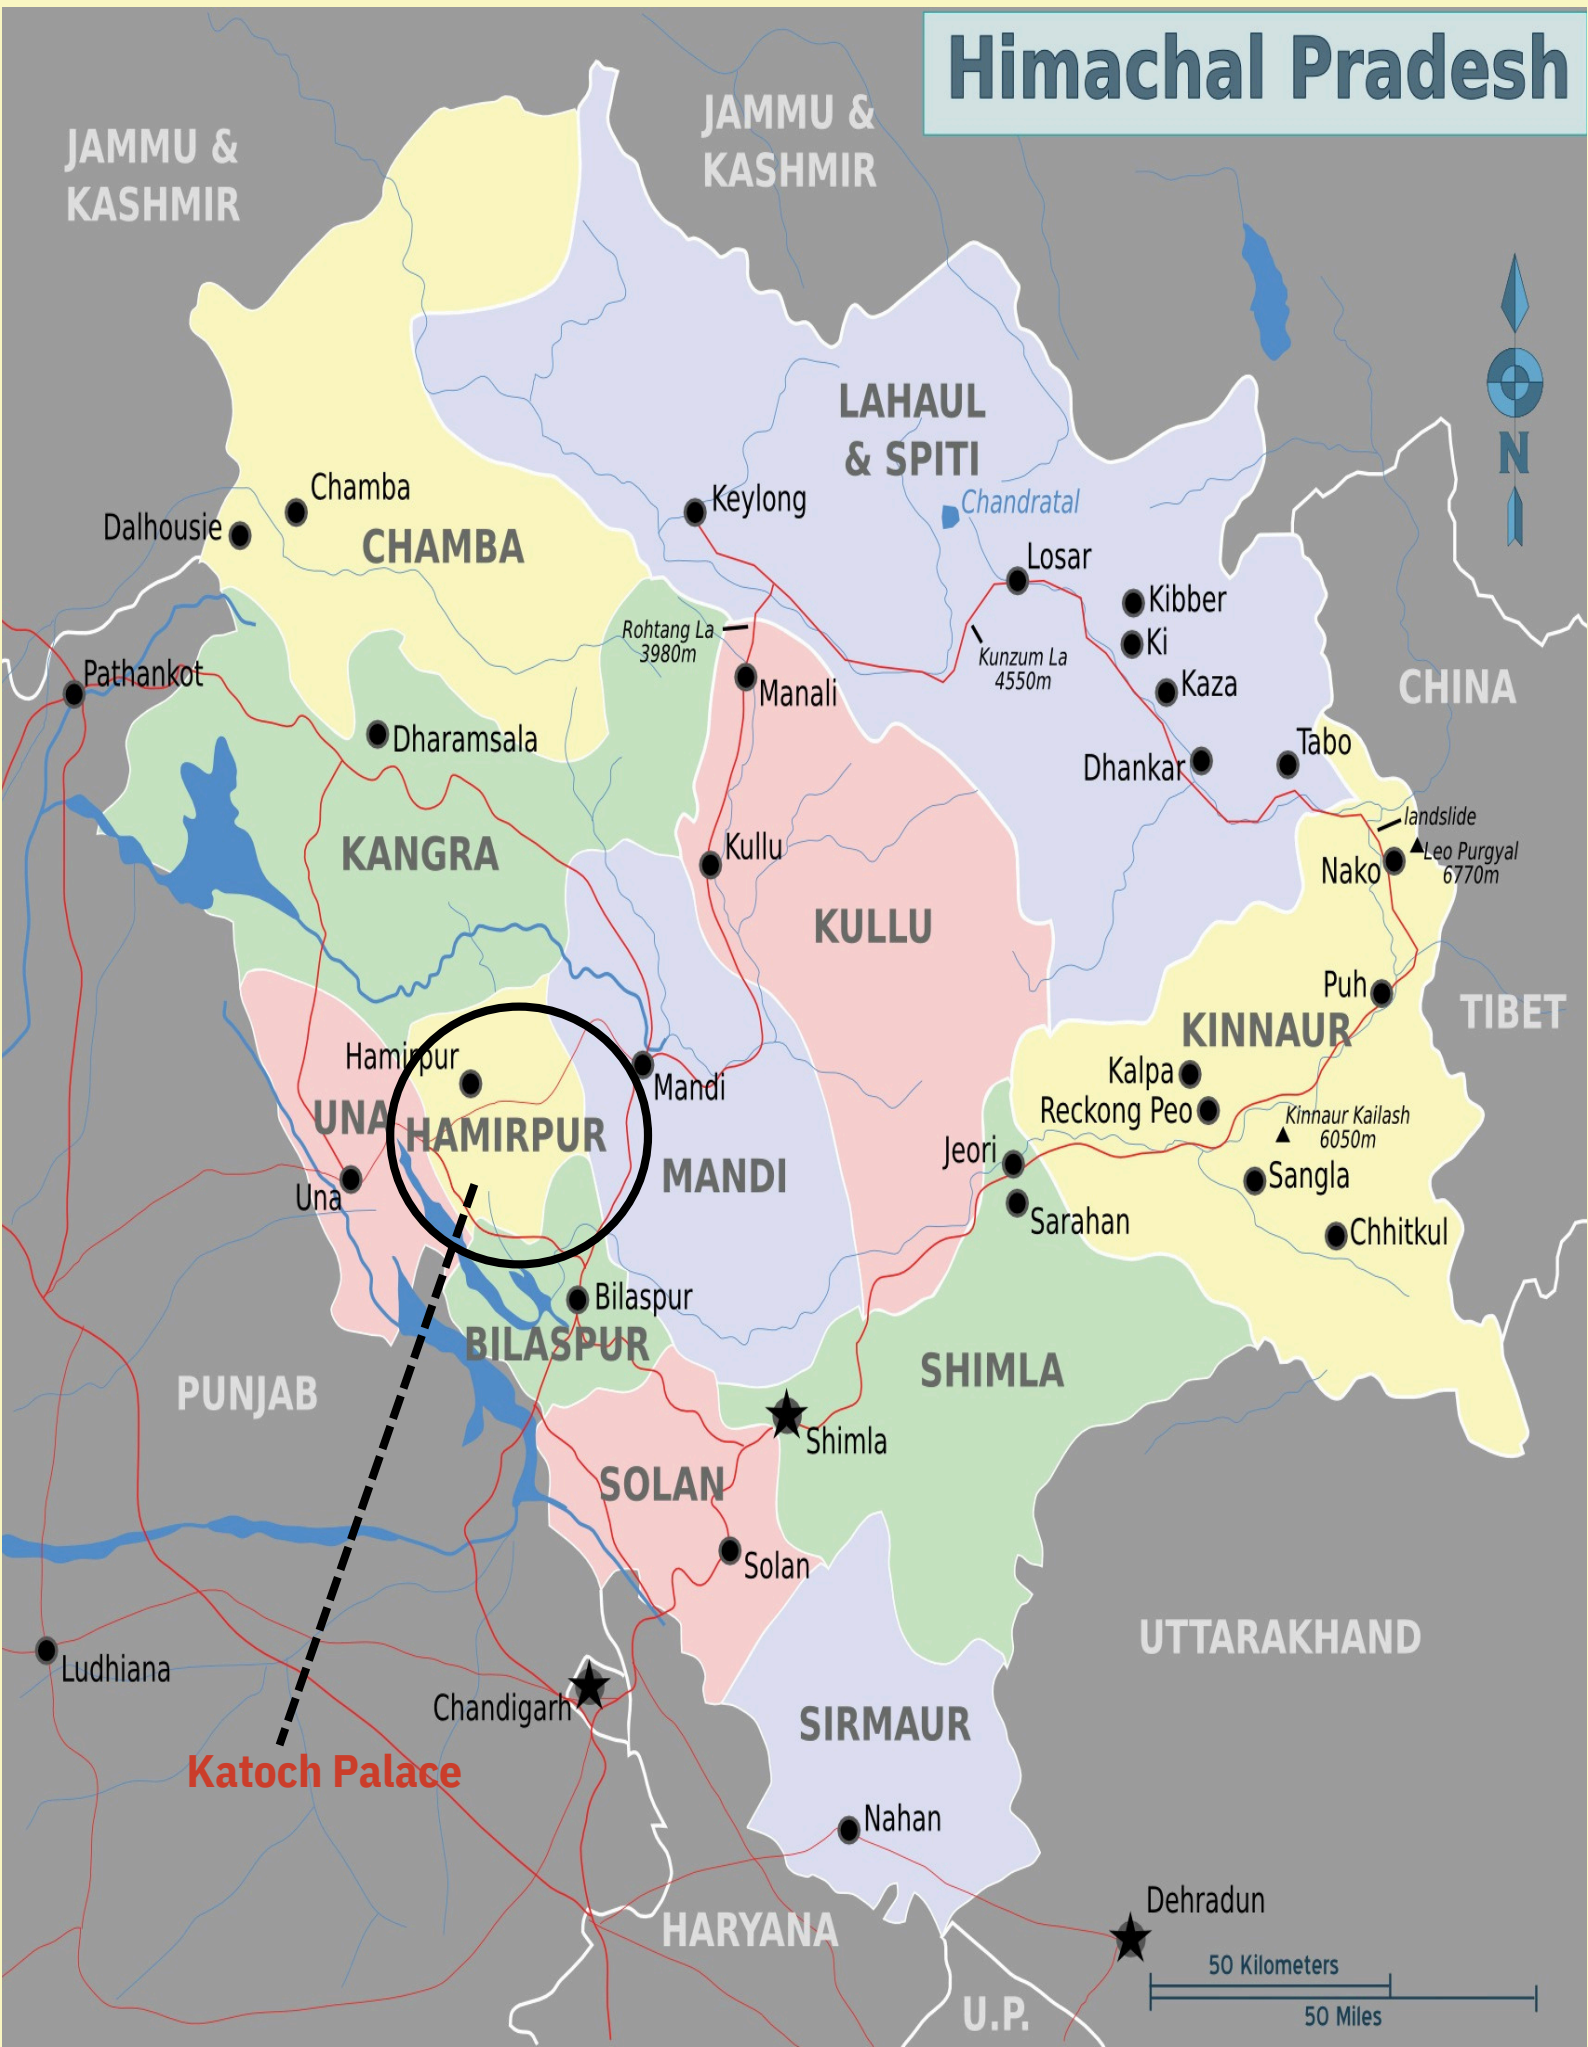 Himachal Pradesh
JAMMU &
KASHMIR
JAMMU &
KASHMIR
LAHAUL
& SPITI
N
Chamba
Dalhousie
CHAMBA
Keylong
Chandratal
Losar
Kibber
Ki
Kaza
Rohtang La
3980m
Kunzum La
4550m
Pathankot
Manali
CHINA
Dharamsala
Dhankar
Tabo
landslide
Leo Purgyal
6770m
Nako
KANGRA
Kullu
KULLU
Puh
TIBET
KINNAUR
Hamirpur
Mandi
Kalpa
Reckong Peo
Kinnaur Kailash
6050m
UNA
HAMIRPUR
MANDI
Jeori
Sangla
Una
Sarahan
Chhitkul
Bilaspur
BILASPUR
PUNJAB
SHIMLA
Shimla
SOLAN
Solan
UTTARAKHAND
Ludhiana
Chandigarh
SIRMAUR
Katoch Palace
Nahan
Dehradun
HARYANA
50 Kilometers
50 Miles
U.P.